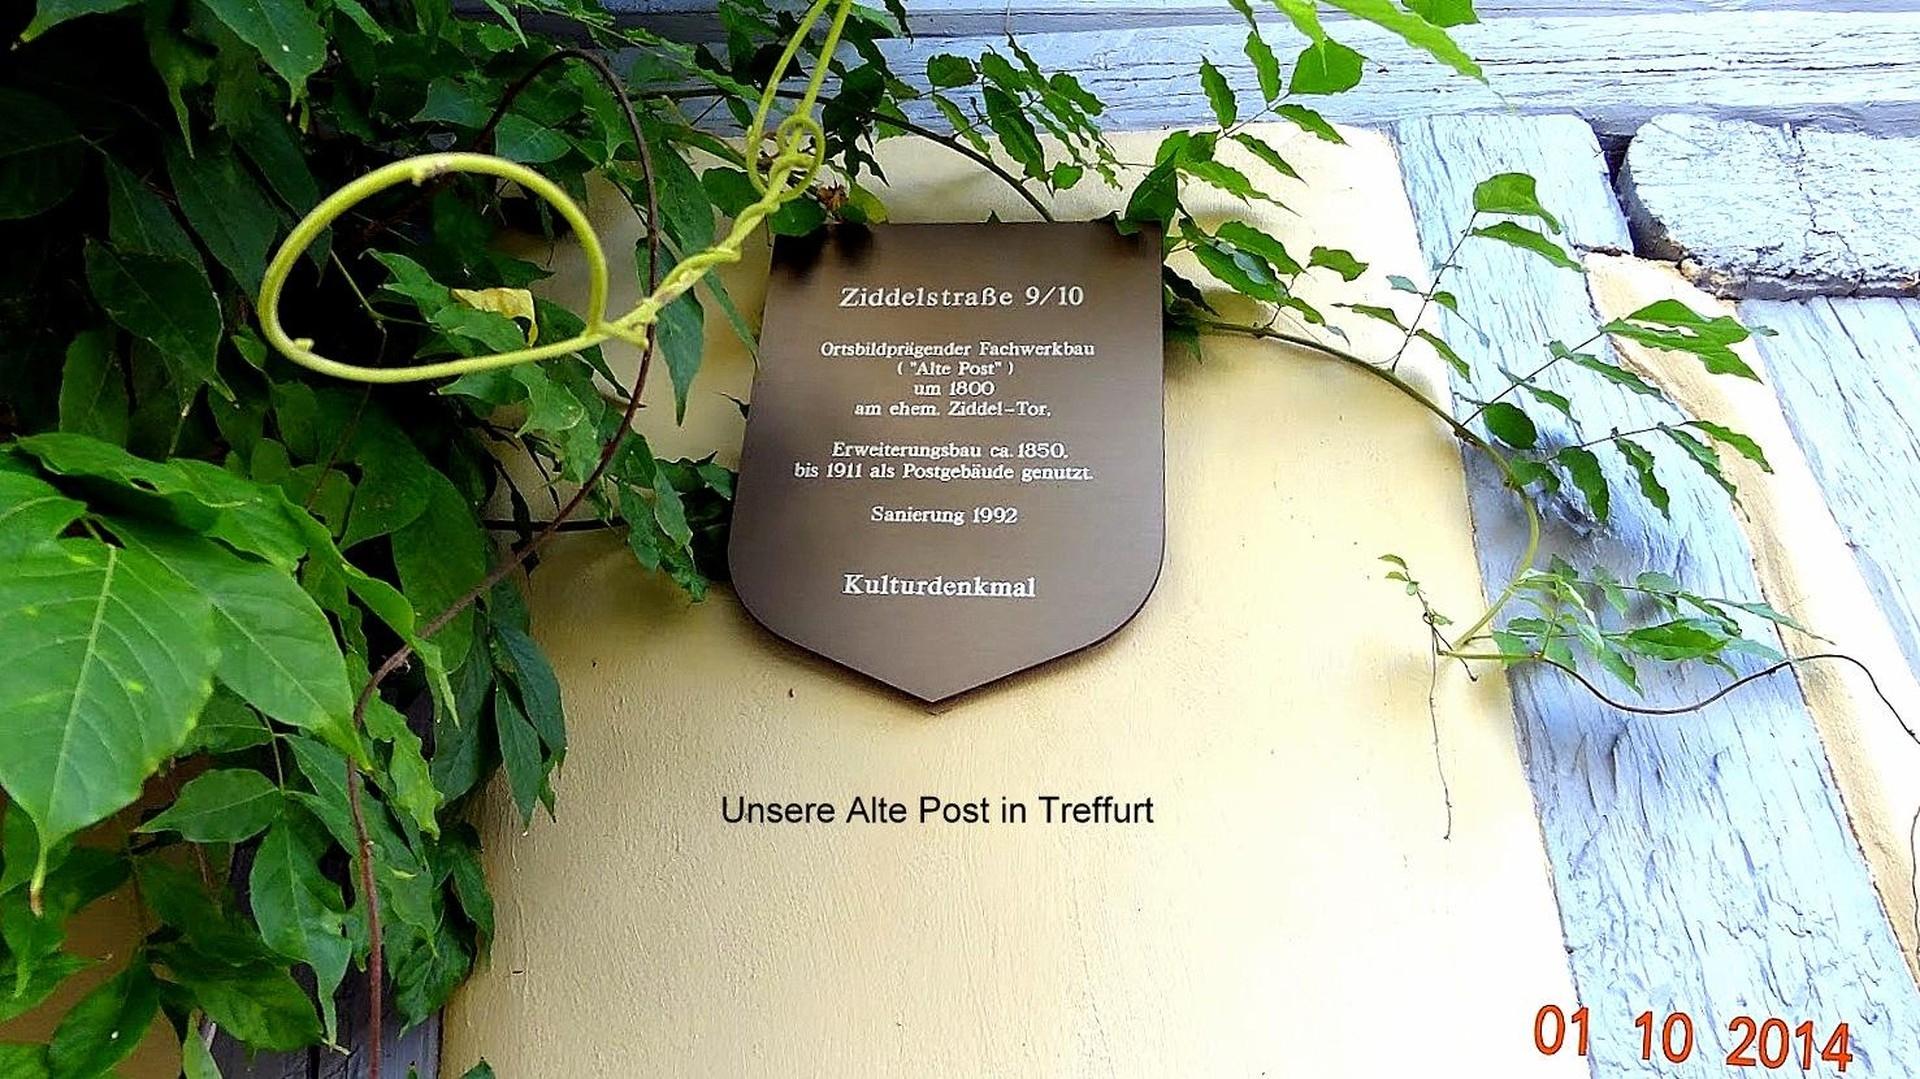 Ziddelstraße 9/10
Ortsbildprägender Fachwerkbau
( "Alte Post" )
um 1800
am ehem. Ziddel-Tor,
Erweiterungsbau ca. 1850,
bis 1911 als Postgebäude genutzt.
Sanierung 1992
Kulturdenkmal
Unsere Alte Post in Treffurt
01 10 2014